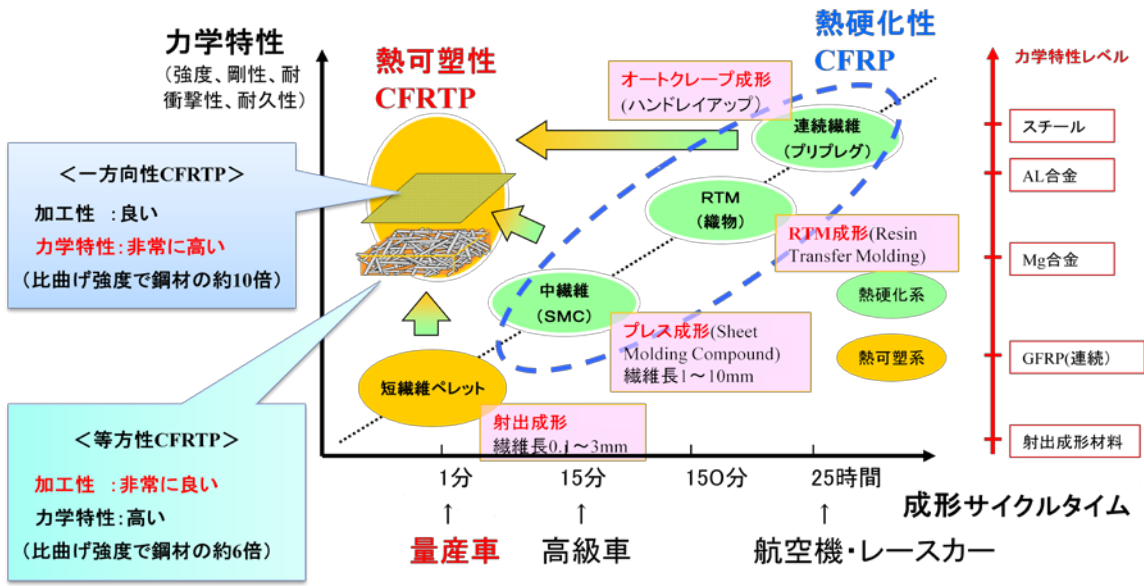 力学特性
(強度、剛性、耐
衝撃性、耐久性)
熱可塑性
CFRTP
熱硬化性
CFRP
力学特性レベル
オートクレーブ成形
(ハンドレイアップ)
連続繊維
(プリプレグ)
スチール
AL合金
Mg合金
GFRP(連続)
射出成形材料
<一方向性CFRTP>
加工性 :良い
力学特性:非常に高い
(比曲げ強度で鋼材の約10倍)
RTM
(織物)
RTM成形(Resin
Transfer Molding)
熱硬化系
熱可塑系
中繊維
(SMC)
プレス成形(Sheet
Molding Compound)
繊維長1~10mm
短繊維ペレット
射出成形
繊維長0.1~3mm
<等方性CFRTP>
加工性 :非常に良い
力学特性:高い
(比曲げ強度で鋼材の約6倍)
1分
15分
150分
25時間
成形サイクルタイム
↑
↑
↑
量産車
高級車
航空機・レースカー